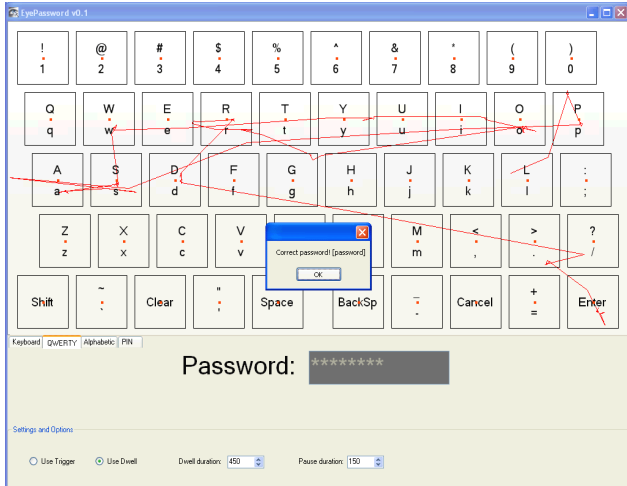 EyePassword v0.1
! @ # $ % ^ & * ( )
1 2 3 4 5 6 7 8 9 0
Q W E R T Y U I O P
q w e r t y u i o p
A S D F G H J K L :
a s d f g h j k l ;
Z X C V M < > ?
z x c v m , . /
Correct password! [password]
OK
~ " _ +
Shift ` Clear ' Space BackSp - Cancel = Enter
Keyboard QWERTY Alphabetic PIN
Password: ********
Settings and Options
Use Trigger Use Dwell Dwell duration: 450 Pause duration: 150